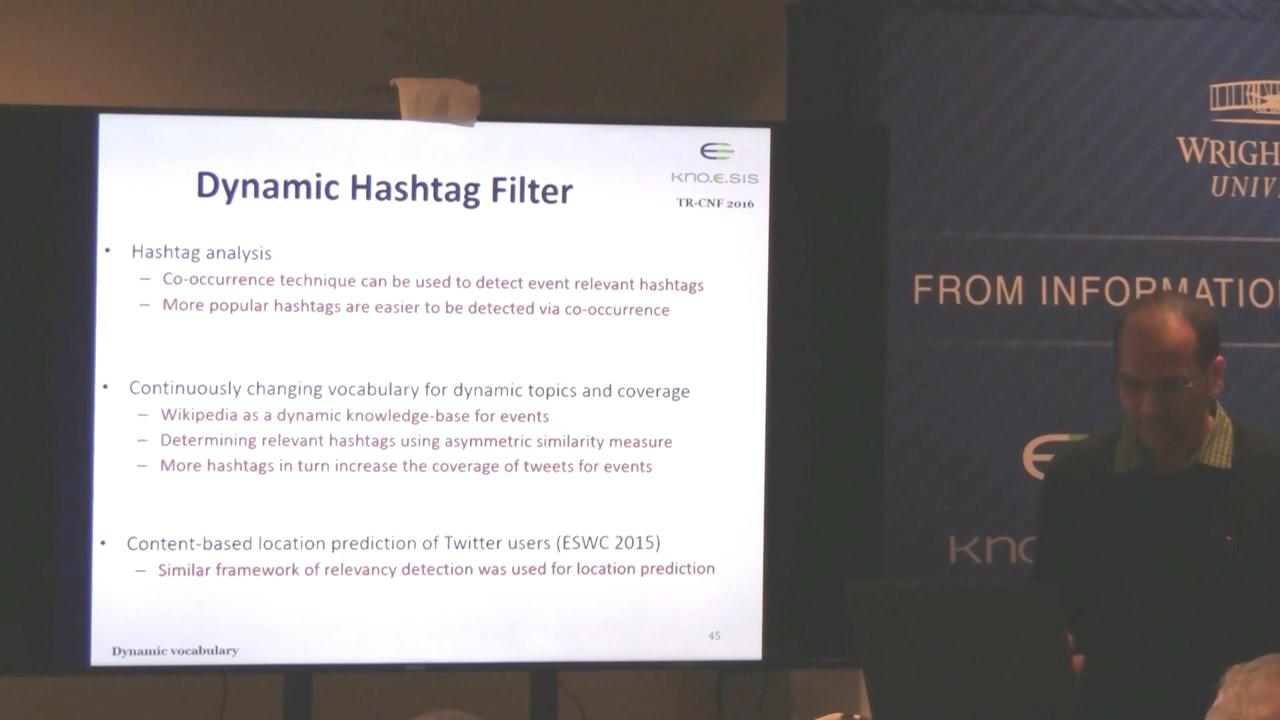 Dynamic Hashtag Filter
kno.e.sis
TR-CNF 2016
• Hashtag analysis
– Co-occurrence technique can be used to detect event relevant hashtags
– More popular hashtags are easier to be detected via co-occurrence
• Continuously changing vocabulary for dynamic topics and coverage
– Wikipedia as a dynamic knowledge-base for events
– Determining relevant hashtags using asymmetric similarity measure
– More hashtags in turn increase the coverage of tweets for events
• Content-based location prediction of Twitter users (ESWC 2015)
– Similar framework of relevancy detection was used for location prediction
45
Dynamic vocabulary
WRIGH
UNIV
FROM INFORMATIO
kno